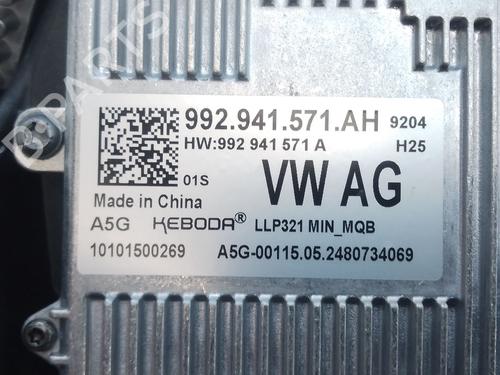 B-PARTS
992.941.571.AH 9204
HW:992 941 571 A H25
01S
VW AG
Made in China
A5G KEBODA® LLP321 MIN_MQB
10101500269 A5G-00115.05.2480734069